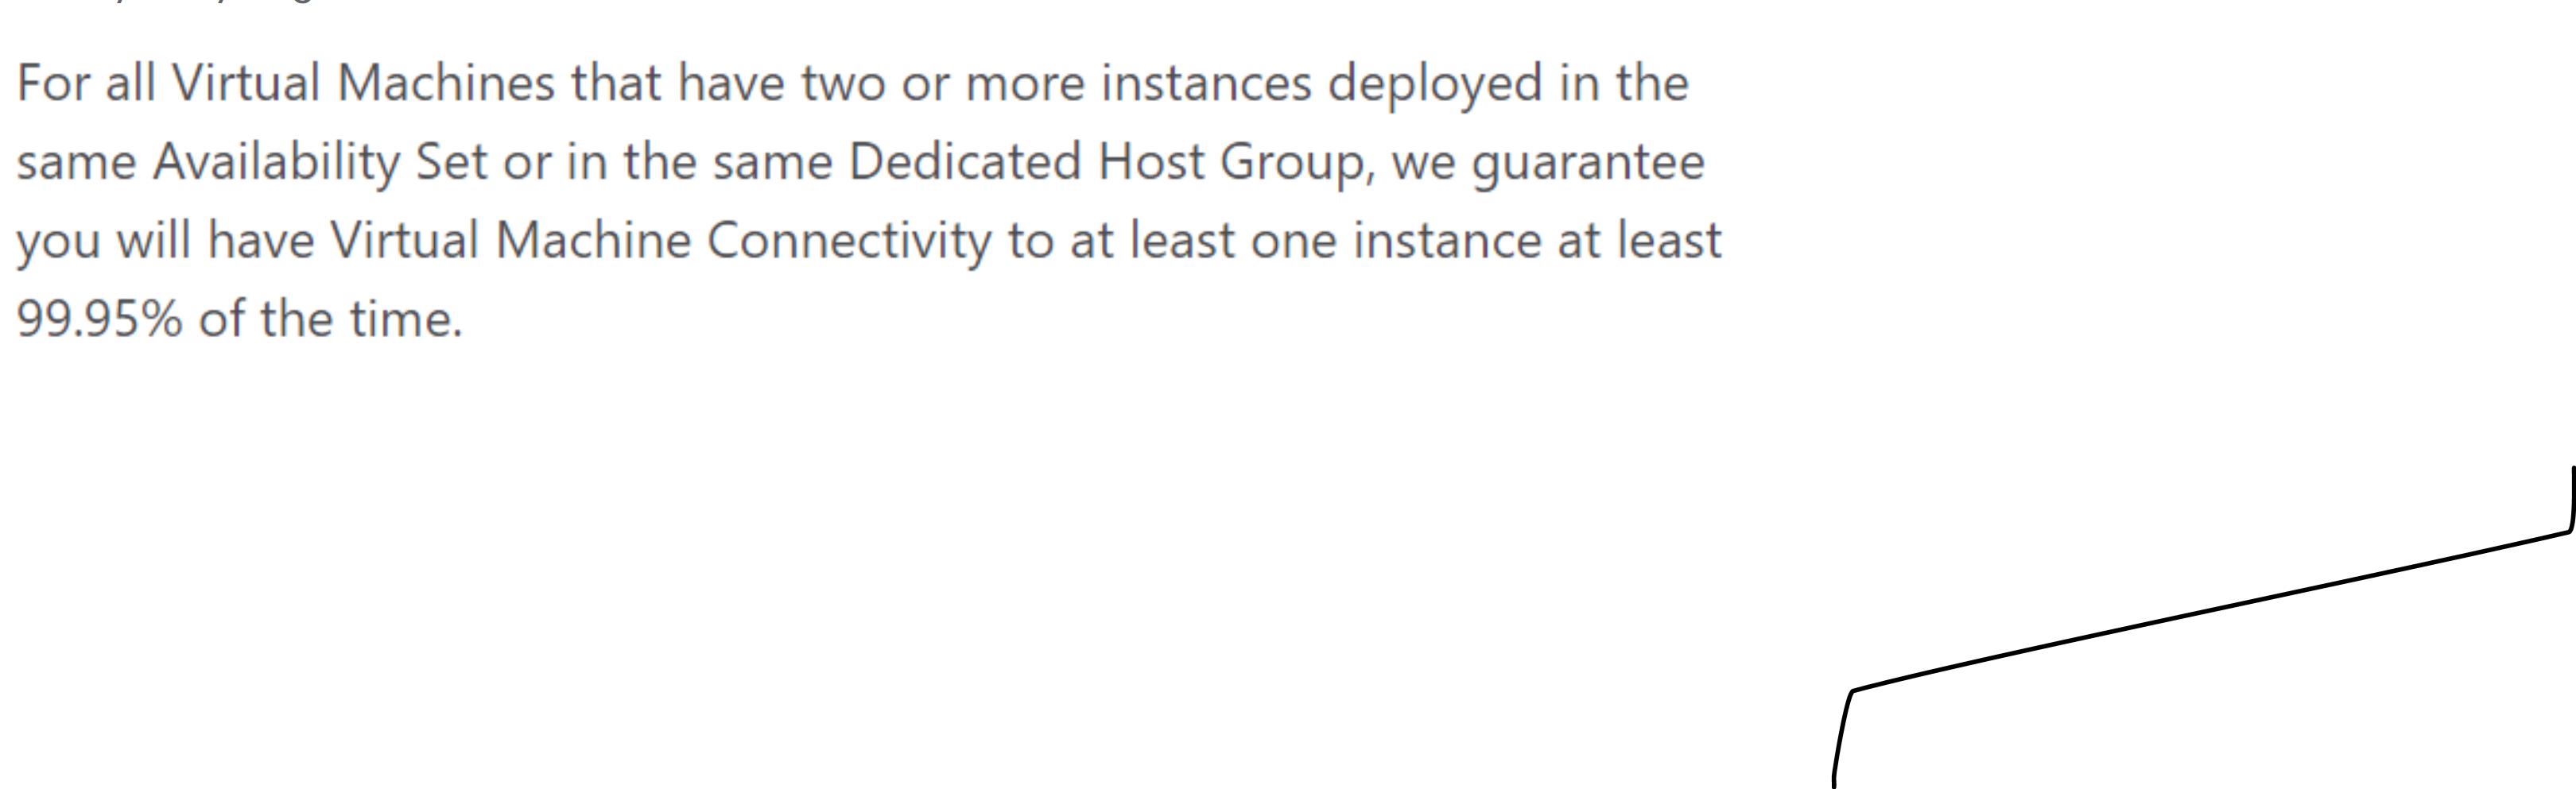 For all Virtual Machines that have two or more instances deployed in the
same Availability Set or in the same Dedicated Host Group, we guarantee
you will have Virtual Machine Connectivity to at least one instance at least
99.95% of the time.